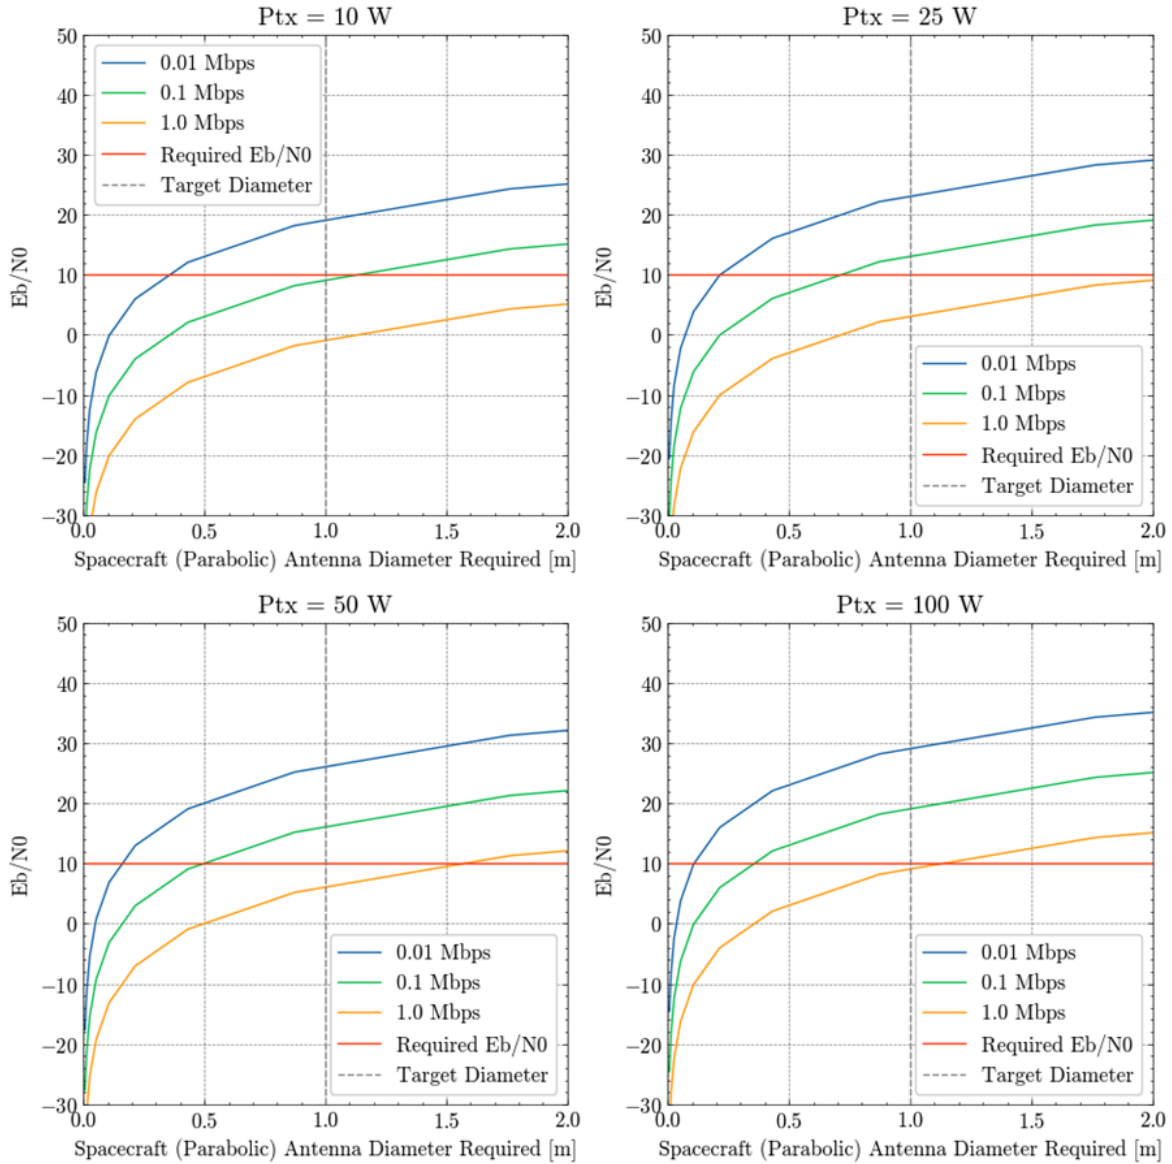 Ptx = 10 W
50
40
30
20
10
0
−10
−20
−30
Eb/N0
0.01 Mbps
0.1 Mbps
1.0 Mbps
Required Eb/N0
Target Diameter
0.0 0.5 1.0 1.5 2.0
Spacecraft (Parabolic) Antenna Diameter Required [m]
Ptx = 25 W
50
40
30
20
10
0
−10
−20
−30
Eb/N0
0.01 Mbps
0.1 Mbps
1.0 Mbps
Required Eb/N0
Target Diameter
0.0 0.5 1.0 1.5 2.0
Spacecraft (Parabolic) Antenna Diameter Required [m]
Ptx = 50 W
50
40
30
20
10
0
−10
−20
−30
Eb/N0
0.01 Mbps
0.1 Mbps
1.0 Mbps
Required Eb/N0
Target Diameter
0.0 0.5 1.0 1.5 2.0
Spacecraft (Parabolic) Antenna Diameter Required [m]
Ptx = 100 W
50
40
30
20
10
0
−10
−20
−30
Eb/N0
0.01 Mbps
0.1 Mbps
1.0 Mbps
Required Eb/N0
Target Diameter
0.0 0.5 1.0 1.5 2.0
Spacecraft (Parabolic) Antenna Diameter Required [m]